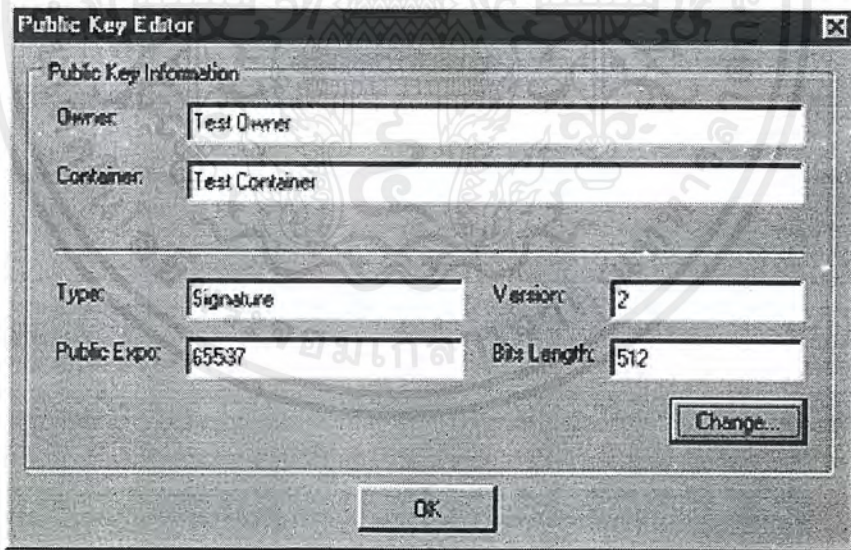 Public Key Editor
Public Key Information
Owner: Test Owner
Container: Test Container
Type: Signature Version: 2
Public Expo: 65537 Bits Length: 512
Change...
OK